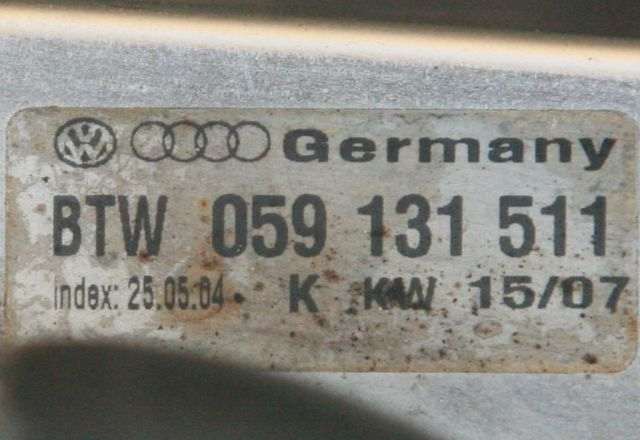 Germany
BTW 059 131 511
index: 25.05.04 K KW 15/07